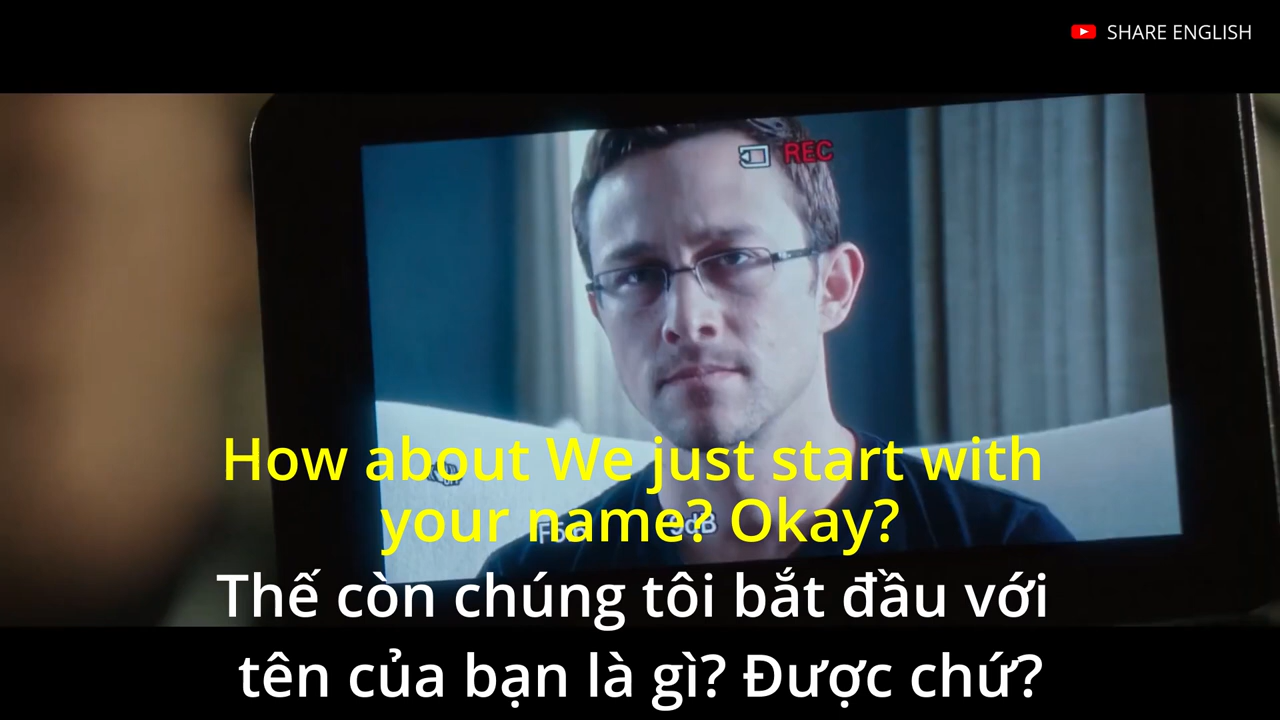 SHARE ENGLISH
REC
How about We just start with
your name? Okay?
Thế còn chúng tôi bắt đầu với
tên của bạn là gì? Được chứ?